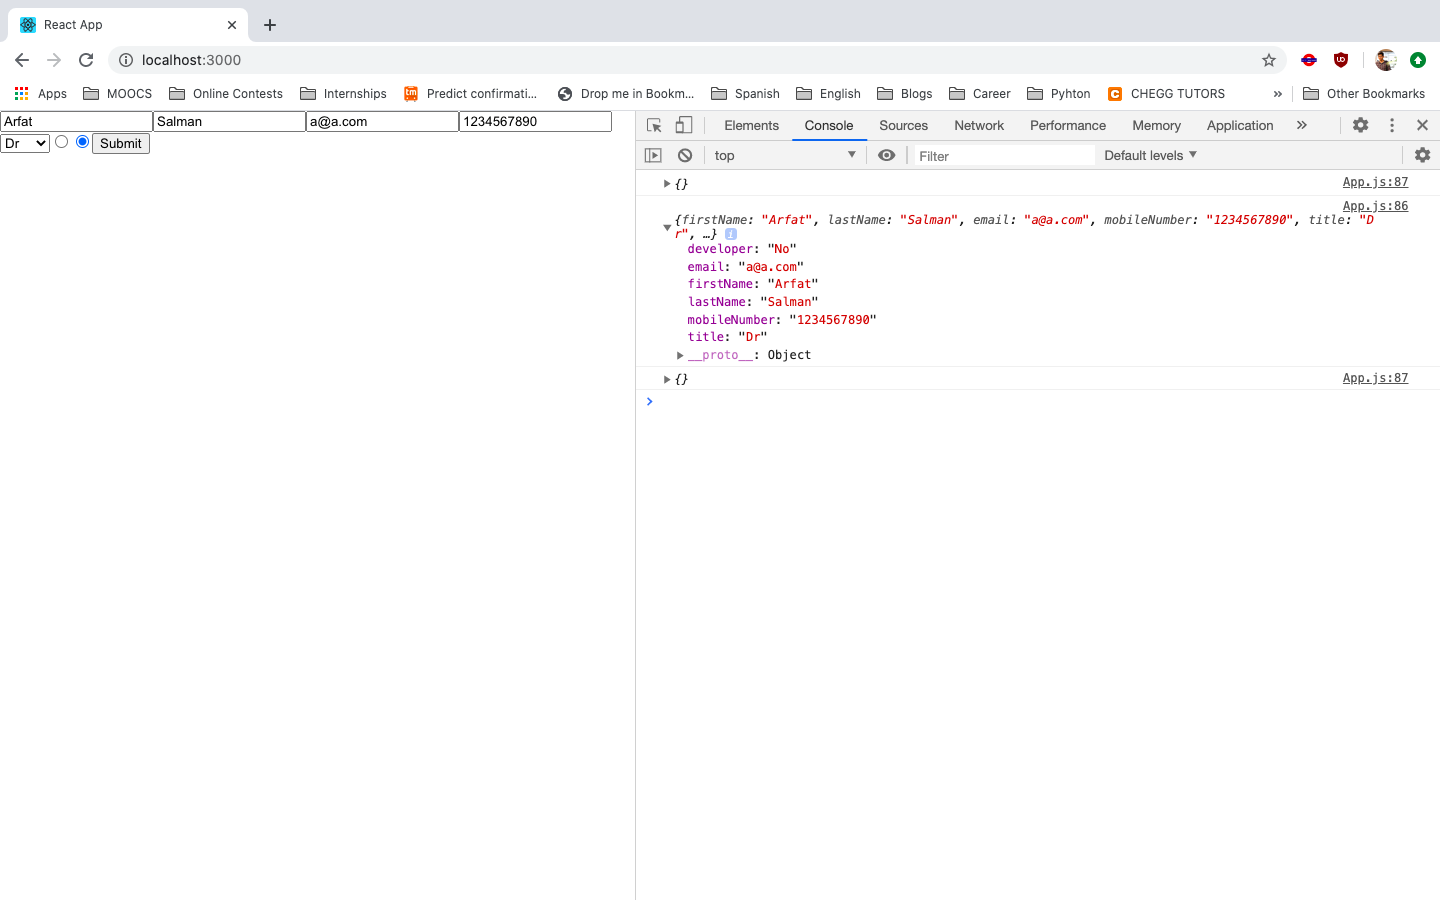 React App
localhost:3000
Apps MOOCS Online Contests Internships Predict confirmati... Drop me in Bookm... Spanish English Blogs Career Pyhton CHEGG TUTORS » Other Bookmarks
Arfat Salman a@a.com 1234567890
Dr Submit
Elements Console Sources Network Performance Memory Application »
top Filter Default levels ▼
▶{} App.js:87
App.js:86
{firstName: "Arfat", lastName: "Salman", email: "a@a.com", mobileNumber: "1234567890", title: "D
r", …} i
developer: "No"
email: "a@a.com"
firstName: "Arfat"
lastName: "Salman"
mobileNumber: "1234567890"
title: "Dr"
▶__proto__: Object
▶{} App.js:87